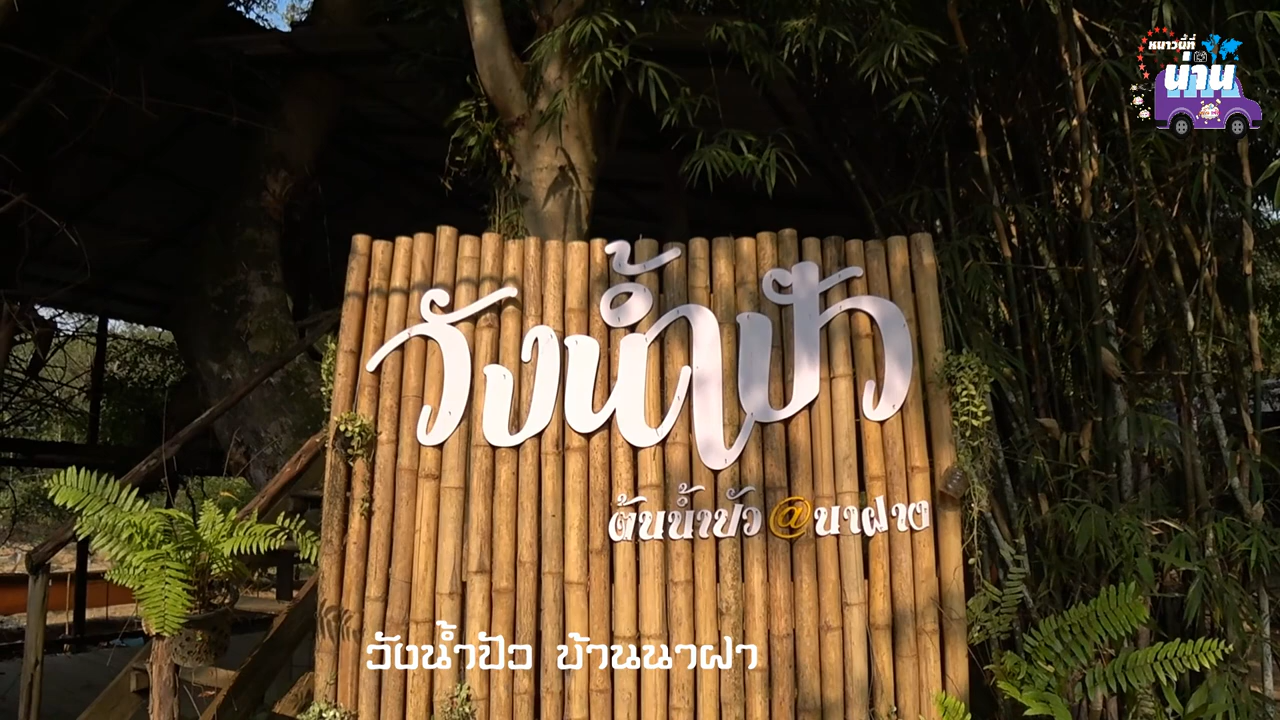 หนาวนี้ที่
น่าน
วังน้ำปัว
ต้นน้ำปัว@นาฝาง
วังน้ำปัว บ้านนาฝา